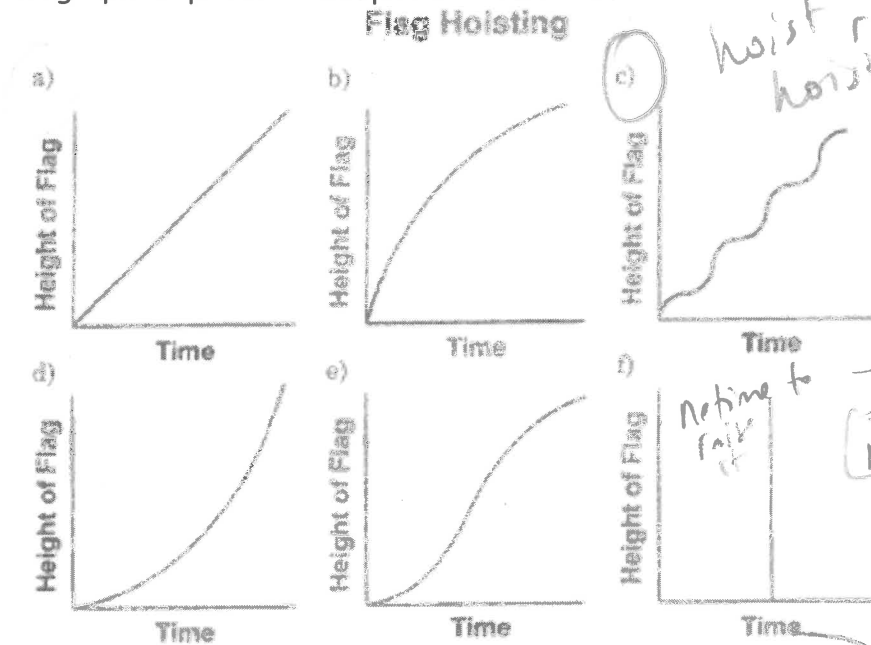 Flag Hoisting
a)
b)
c)
hoist
Height of Flag
Height of Flag
Height of Flag
Time
Time
Time
d)
e)
f)
no time to
Height of Flag
Height of Flag
Height of Flag
Time
Time
Time